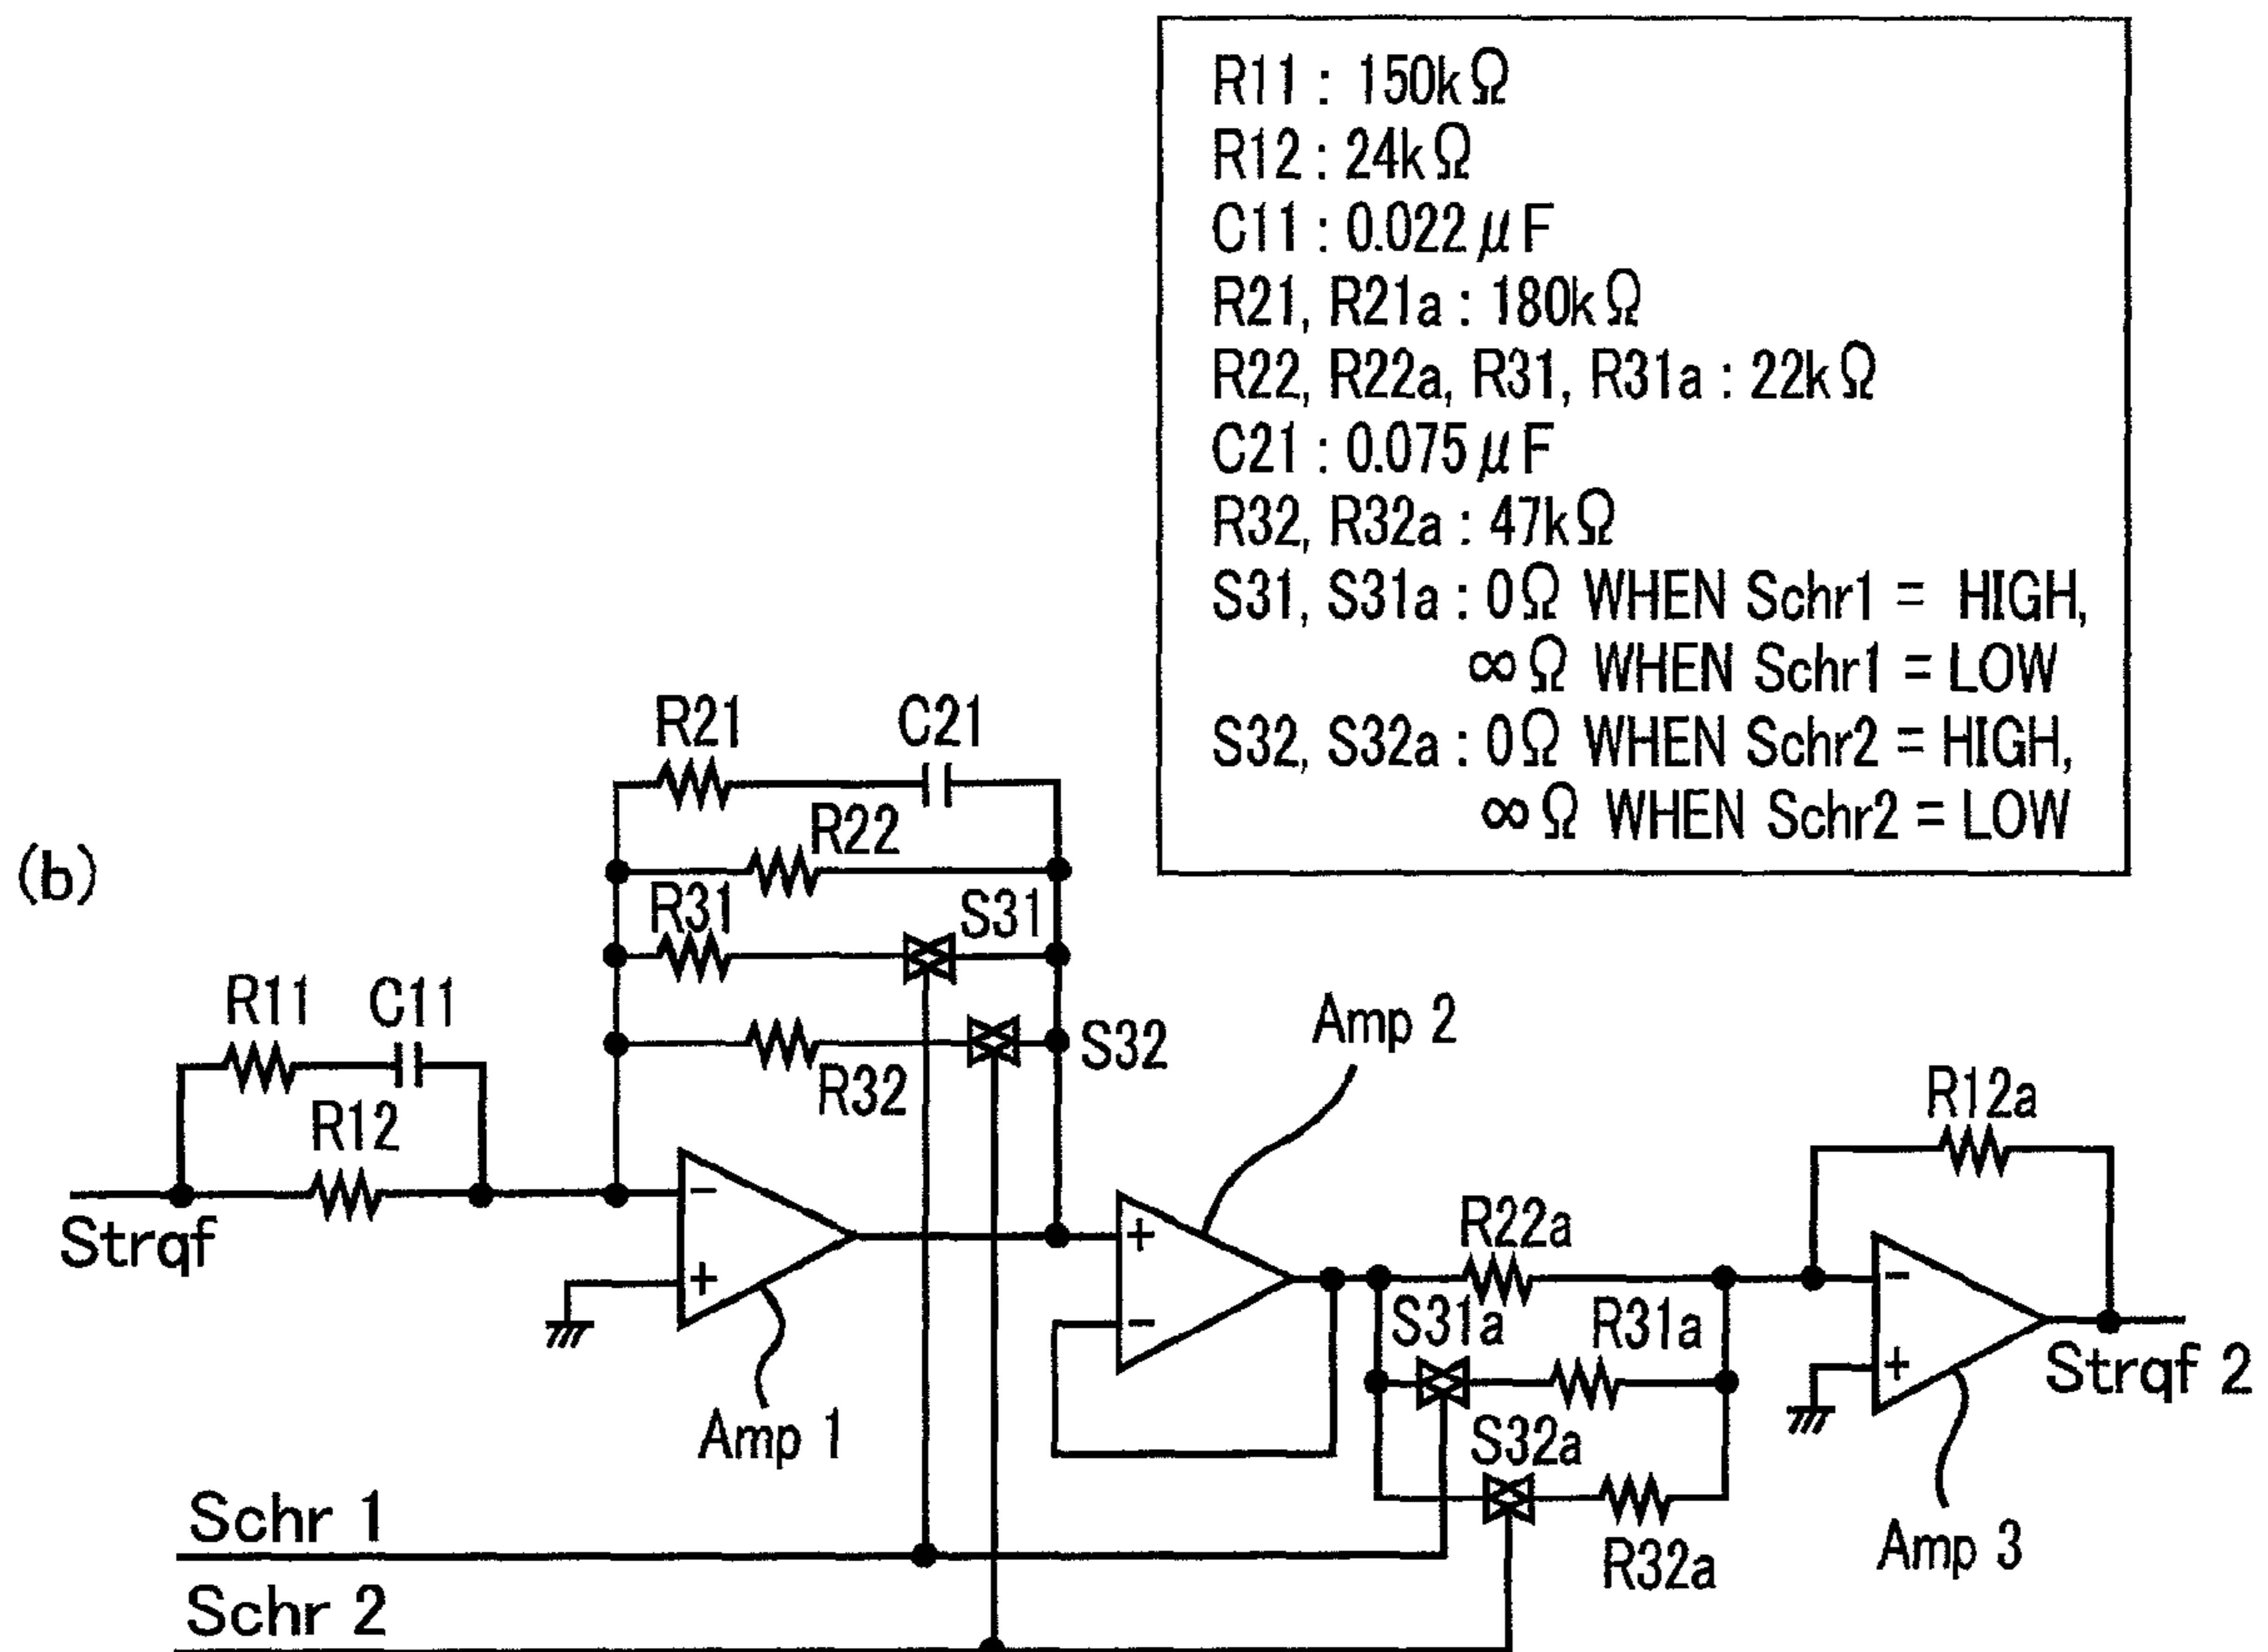 R11 : 150kΩ
R12 : 24kΩ
C11 : 0.022μF
R21, R21a : 180kΩ
R22, R22a, R31, R31a : 22kΩ
C21 : 0.075μF
R32, R32a : 47kΩ
S31, S31a : 0Ω WHEN Schr1 = HIGH,
∞Ω WHEN Schr1 = LOW
S32, S32a : 0Ω WHEN Schr2 = HIGH,
∞Ω WHEN Schr2 = LOW
(b)
R21
C21
R22
R31
S31
R32
S32
R11
C11
R12
Strqf
−
+
Amp 1
Amp 2
+
−
R22a
S31a
R31a
S32a
R32a
R12a
−
+
Strqf 2
Amp 3
Schr 1
Schr 2